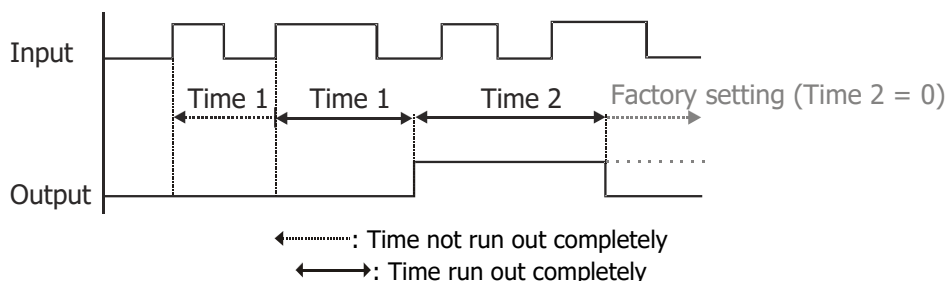 Input
Time 1 Time 1 Time 2 Factory setting (Time 2 = 0)
Output
: Time not run out completely
: Time run out completely